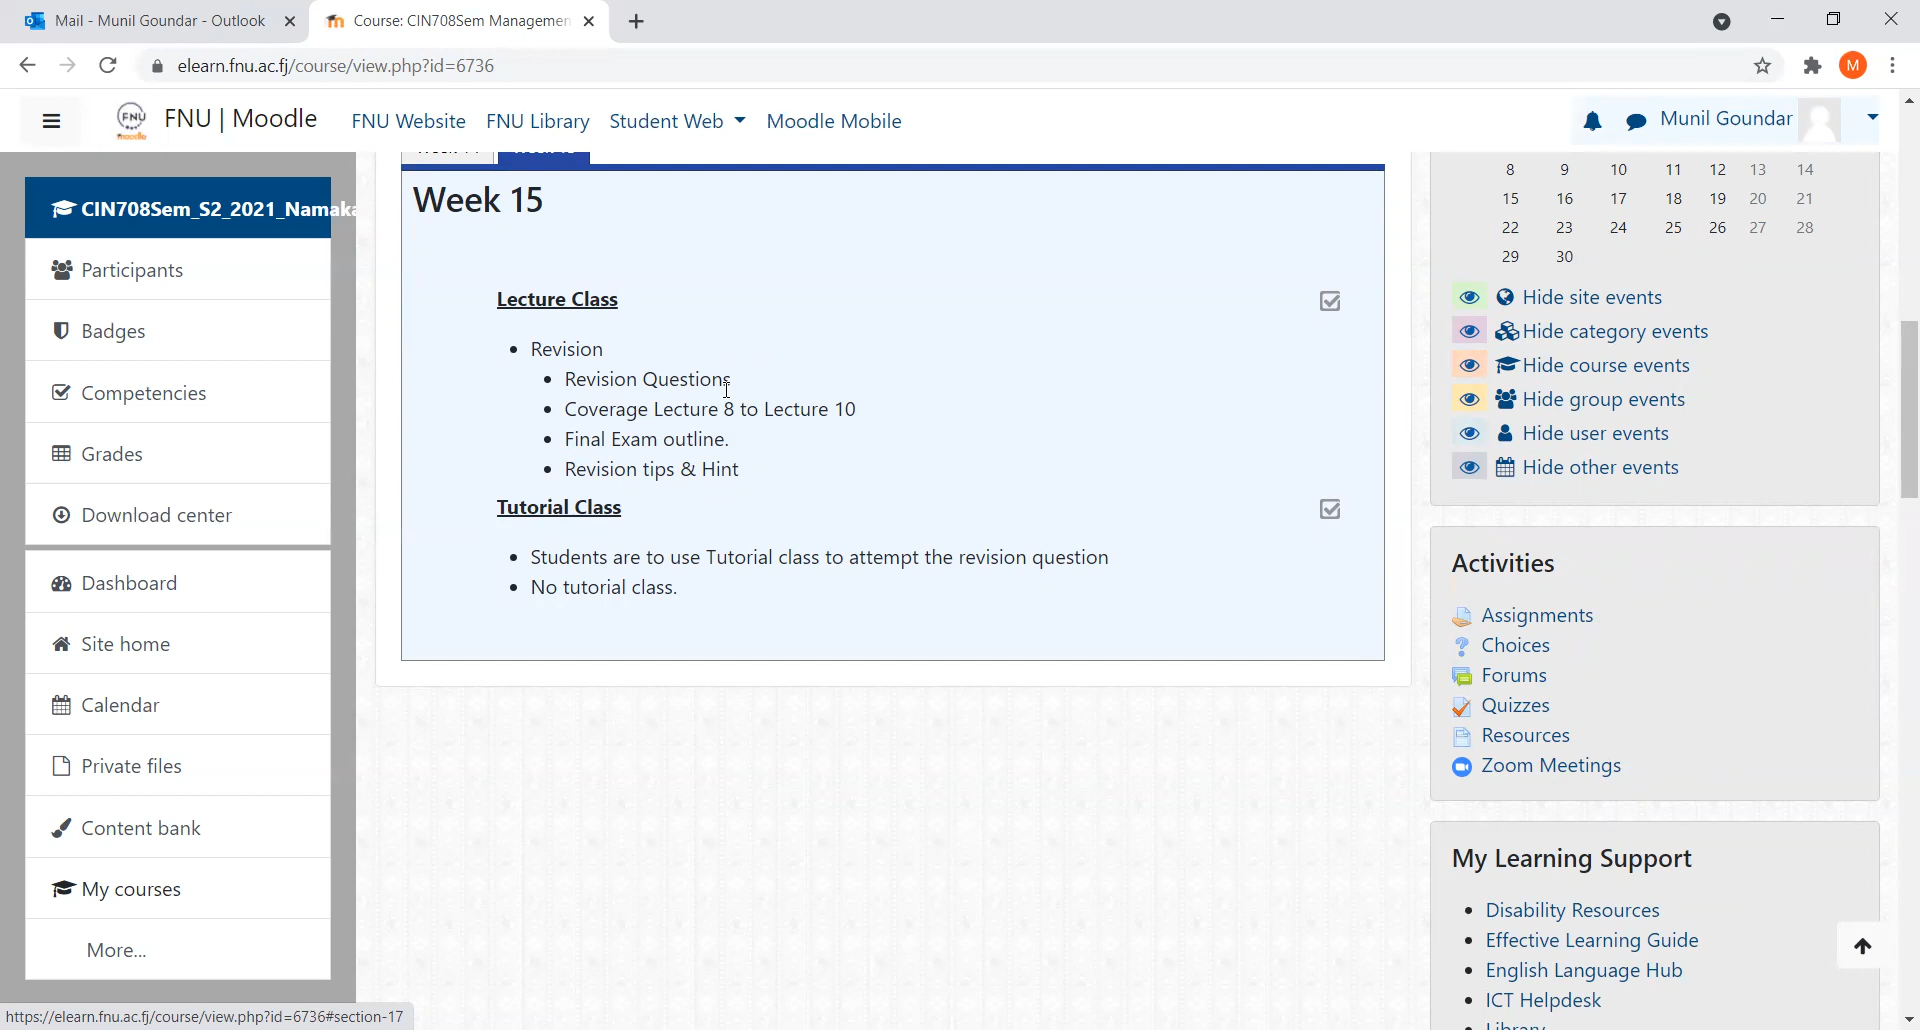 Mail - Munil Goundar - Outlook
Course: CIN708Sem Managemen
elearn.fnu.ac.fj/course/view.php?id=6736
M
FNU
moodle
FNU | Moodle
FNU Website
FNU Library
Student Web
Moodle Mobile
Munil Goundar
CIN708Sem_S2_2021_Namaka
Participants
Badges
Competencies
Grades
Download center
Dashboard
Site home
Calendar
Private files
Content bank
My courses
More...
Week 15
Lecture Class
Revision
Revision Questions
Coverage Lecture 8 to Lecture 10
Final Exam outline.
Revision tips & Hint
Tutorial Class
Students are to use Tutorial class to attempt the revision question
No tutorial class.
8 9 10 11 12 13 14
15 16 17 18 19 20 21
22 23 24 25 26 27 28
29 30
Hide site events
Hide category events
Hide course events
Hide group events
Hide user events
Hide other events
Activities
Assignments
Choices
Forums
Quizzes
Resources
Zoom Meetings
My Learning Support
Disability Resources
Effective Learning Guide
English Language Hub
ICT Helpdesk
Library
https://elearn.fnu.ac.fj/course/view.php?id=6736#section-17